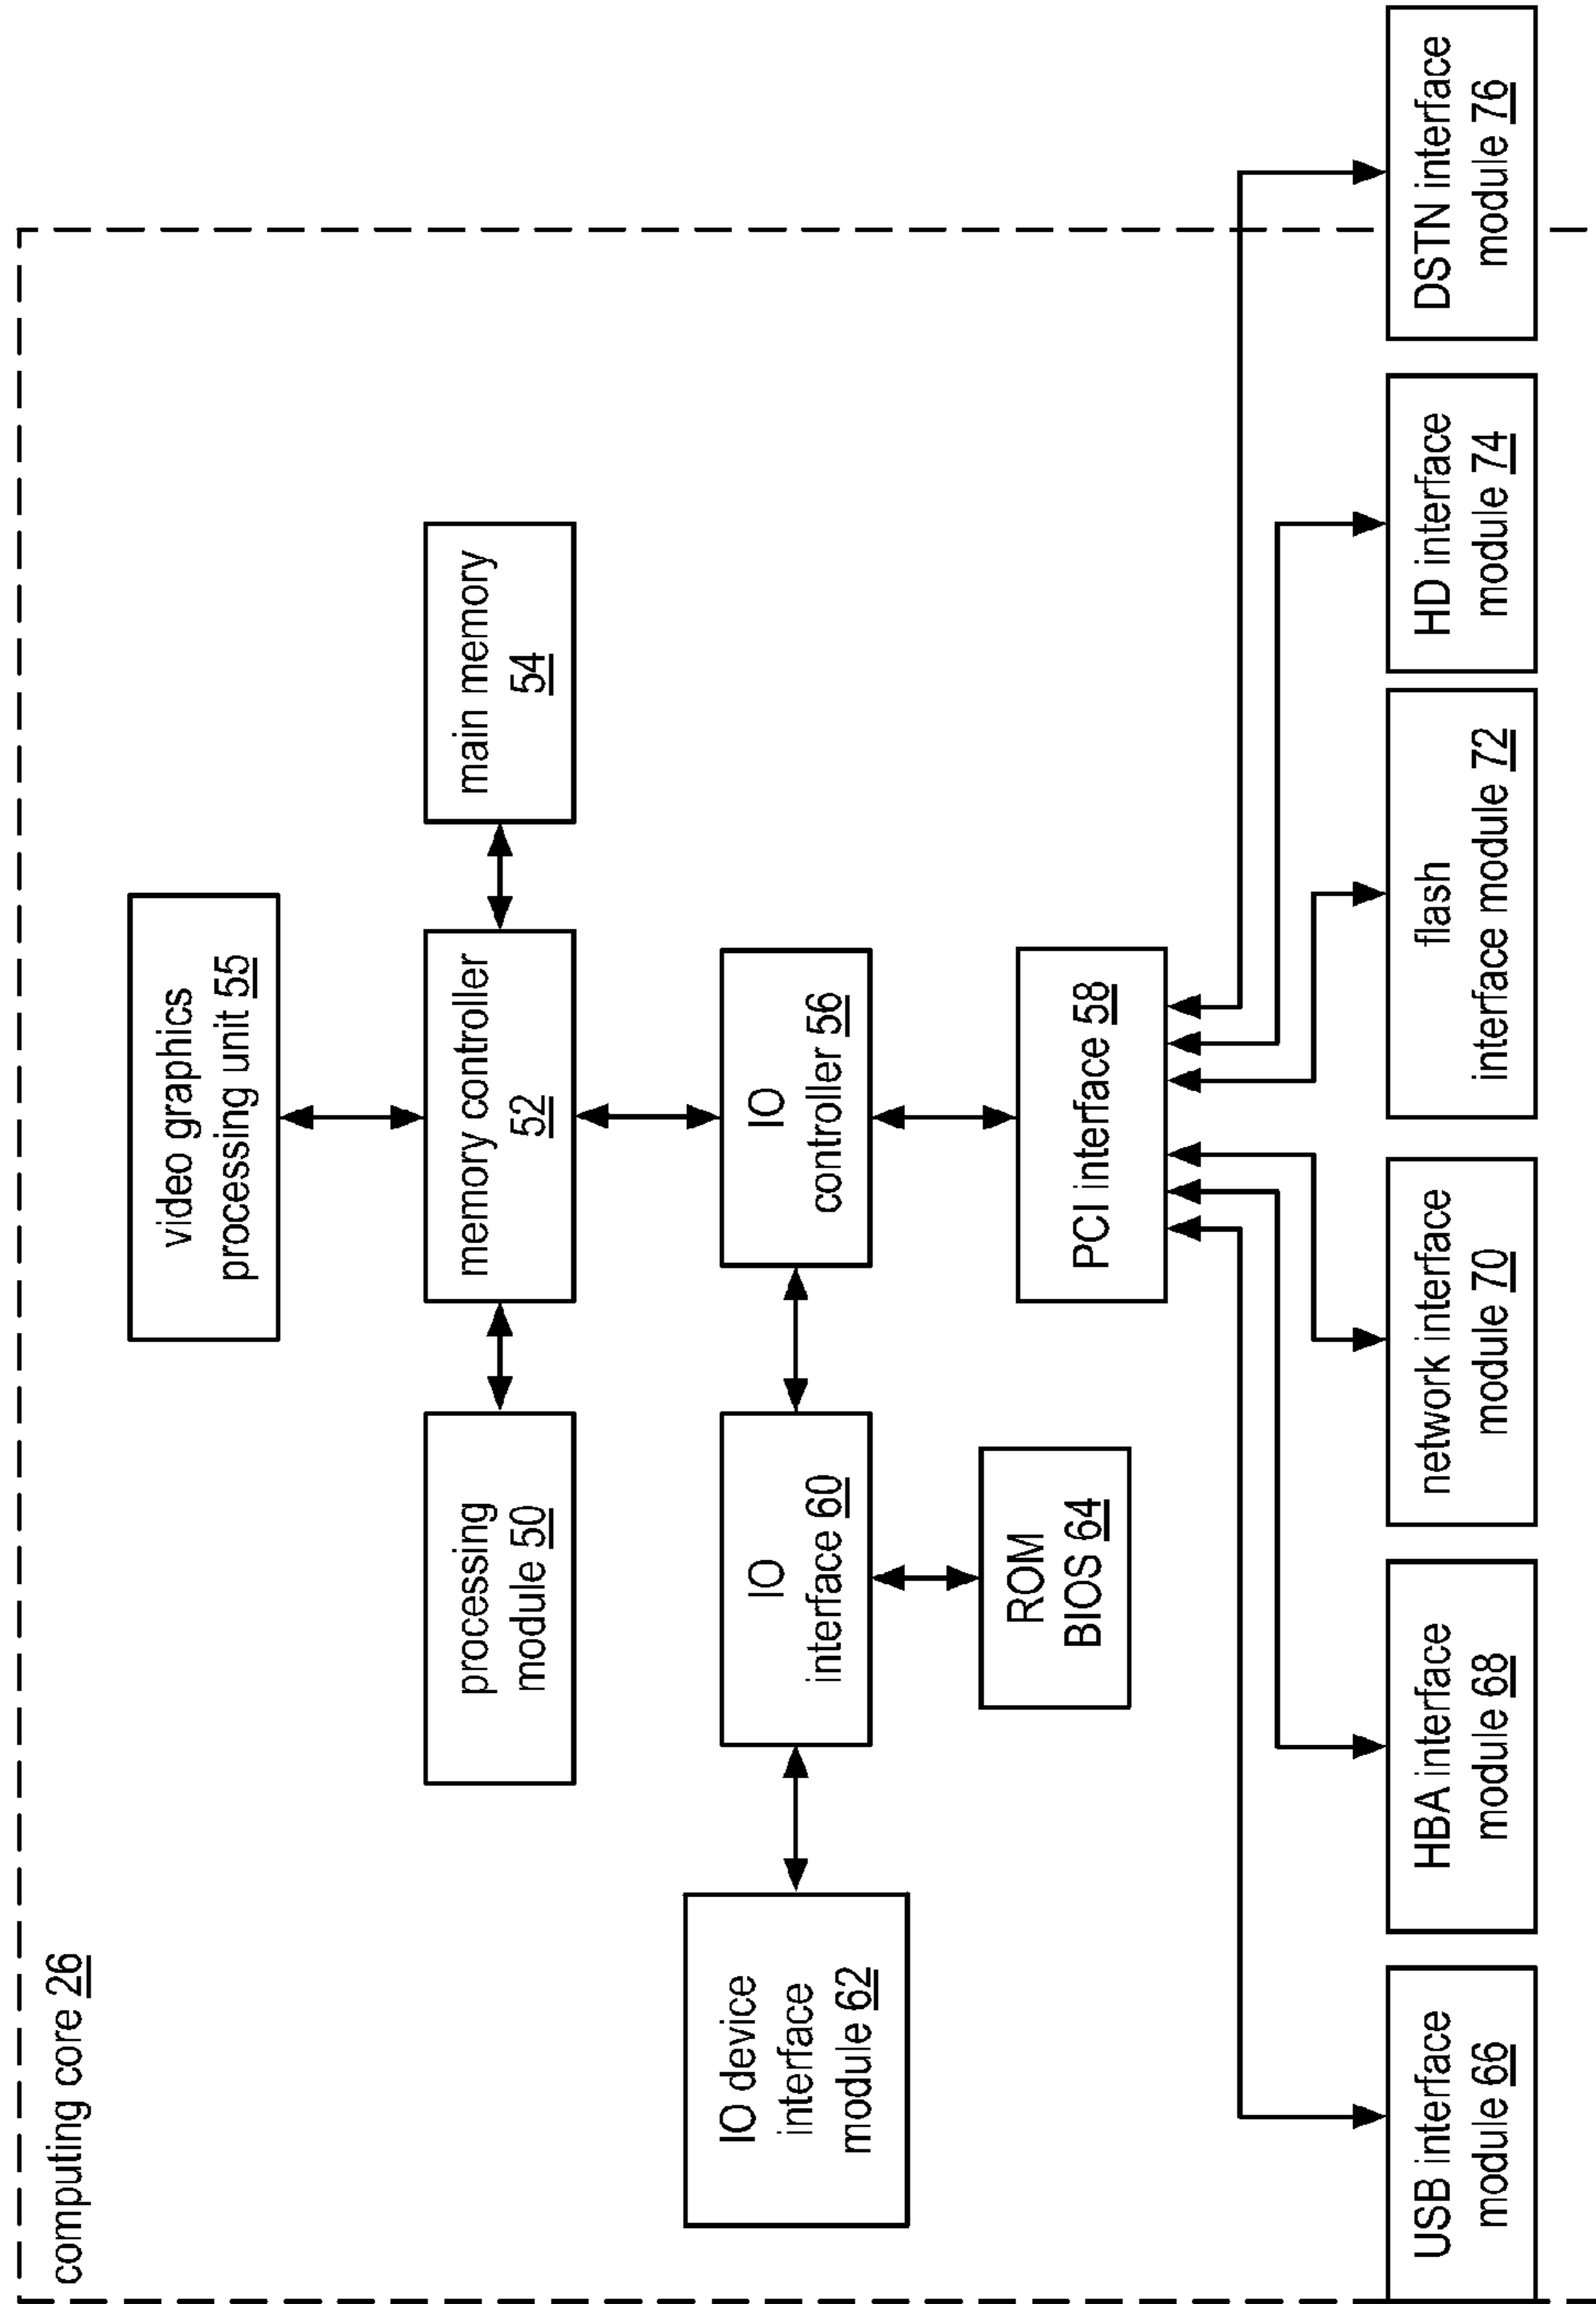 computing core 26
video graphics
processing unit 55
processing
module 50
memory controller
52
main memory
54
IO device
interface
module 62
IO
interface 60
IO
controller 56
ROM
BIOS 64
PCI interface 58
USB interface
module 66
HBA interface
module 68
network interface
module 70
flash
interface module 72
HD interface
module 74
DSTN interface
module 76